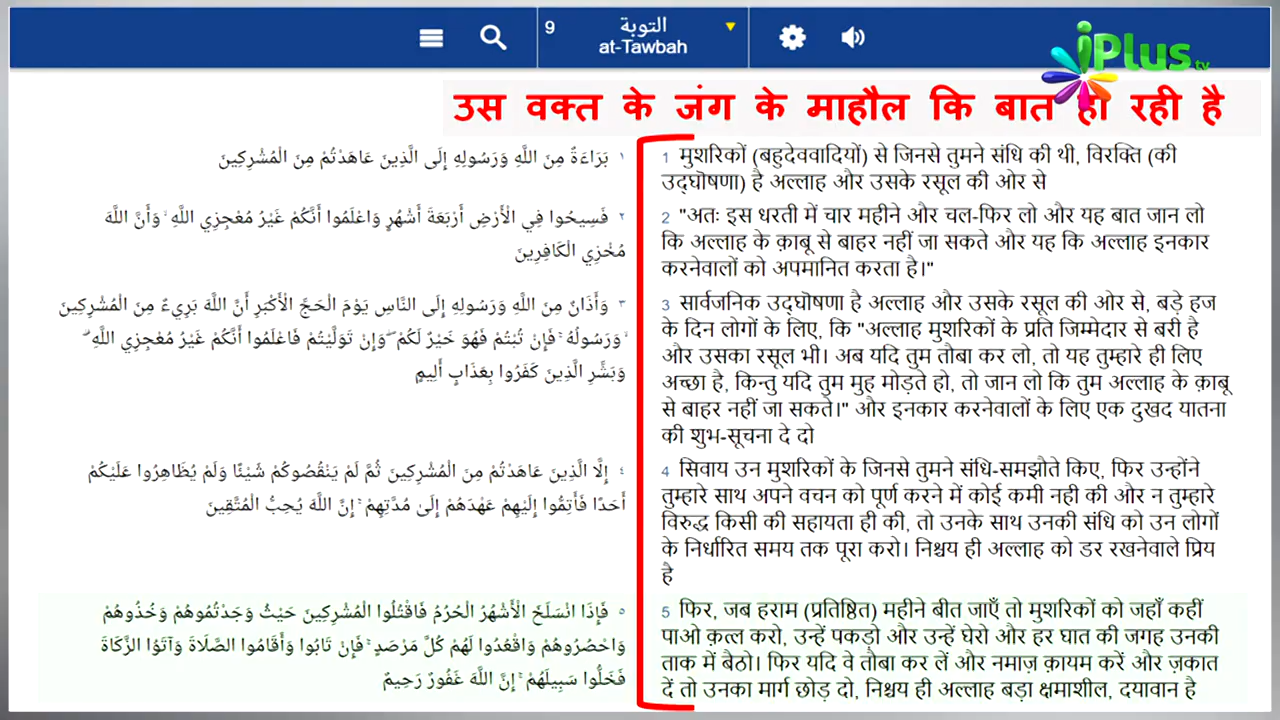 9
التوبة
at-Tawbah
iPlus tv
उस वक्त के जंग के माहौल कि बात हो रही है
١ بَرَاءَةٌ مِنَ اللَّهِ وَرَسُولِهِ إِلَى الَّذِينَ عَاهَدْتُمْ مِنَ الْمُشْرِكِينَ
1 मुशरिकों (बहुदेववादियों) से जिनसे तुमने संधि की थी, विरक्ति (की
उद्घॊषणा) है अल्लाह और उसके रसूल की ओर से
٢ فَسِيحُوا فِي الْأَرْضِ أَرْبَعَةَ أَشْهُرٍ وَاعْلَمُوا أَنَّكُمْ غَيْرُ مُعْجِزِي اللَّهِ ۙ وَأَنَّ اللَّهَ
مُخْزِي الْكَافِرِينَ
2 "अतः इस धरती में चार महीने और चल-फिर लो और यह बात जान लो
कि अल्लाह के क़ाबू से बाहर नहीं जा सकते और यह कि अल्लाह इनकार
करनेवालों को अपमानित करता है।"
٣ وَأَذَانٌ مِنَ اللَّهِ وَرَسُولِهِ إِلَى النَّاسِ يَوْمَ الْحَجِّ الْأَكْبَرِ أَنَّ اللَّهَ بَرِيءٌ مِنَ الْمُشْرِكِينَ
ۙ وَرَسُولُهُ ۚ فَإِنْ تُبْتُمْ فَهُوَ خَيْرٌ لَكُمْ ۖ وَإِنْ تَوَلَّيْتُمْ فَاعْلَمُوا أَنَّكُمْ غَيْرُ مُعْجِزِي اللَّهِ ۗ
وَبَشِّرِ الَّذِينَ كَفَرُوا بِعَذَابٍ أَلِيمٍ
3 सार्वजनिक उद्घॊषणा है अल्लाह और उसके रसूल की ओर से, बड़े हज
के दिन लोगों के लिए, कि "अल्लाह मुशरिकों के प्रति जिम्मेदार से बरी है
और उसका रसूल भी। अब यदि तुम तौबा कर लो, तो यह तुम्हारे ही लिए
अच्छा है, किन्तु यदि तुम मुह मोड़ते हो, तो जान लो कि तुम अल्लाह के क़ाबू
से बाहर नहीं जा सकते।" और इनकार करनेवालों के लिए एक दुखद यातना
की शुभ-सूचना दे दो
٤ إِلَّا الَّذِينَ عَاهَدْتُمْ مِنَ الْمُشْرِكِينَ ثُمَّ لَمْ يَنْقُصُوكُمْ شَيْئًا وَلَمْ يُظَاهِرُوا عَلَيْكُمْ
أَحَدًا فَأَتِمُّوا إِلَيْهِمْ عَهْدَهُمْ إِلَىٰ مُدَّتِهِمْ ۚ إِنَّ اللَّهَ يُحِبُّ الْمُتَّقِينَ
4 सिवाय उन मुशरिकों के जिनसे तुमने संधि-समझौते किए, फिर उन्होंने
तुम्हारे साथ अपने वचन को पूर्ण करने में कोई कमी नही की और न तुम्हारे
विरुद्ध किसी की सहायता ही की, तो उनके साथ उनकी संधि को उन लोगों
के निर्धारित समय तक पूरा करो। निश्चय ही अल्लाह को डर रखनेवाले प्रिय
है
٥ فَإِذَا انْسَلَخَ الْأَشْهُرُ الْحُرُمُ فَاقْتُلُوا الْمُشْرِكِينَ حَيْثُ وَجَدْتُمُوهُمْ وَخُذُوهُمْ
وَاحْصُرُوهُمْ وَاقْعُدُوا لَهُمْ كُلَّ مَرْصَدٍ ۚ فَإِنْ تَابُوا وَأَقَامُوا الصَّلَاةَ وَآتَوُا الزَّكَاةَ
فَخَلُّوا سَبِيلَهُمْ ۚ إِنَّ اللَّهَ غَفُورٌ رَحِيمٌ
5 फिर, जब हराम (प्रतिष्ठित) महीने बीत जाएँ तो मुशरिकों को जहाँ कहीं
पाओ क़त्ल करो, उन्हें पकड़ो और उन्हें घेरो और हर घात की जगह उनकी
ताक में बैठो। फिर यदि वे तौबा कर लें और नमाज़ क़ायम करें और ज़कात
दें तो उनका मार्ग छोड़ दो, निश्चय ही अल्लाह बड़ा क्षमाशील, दयावान है